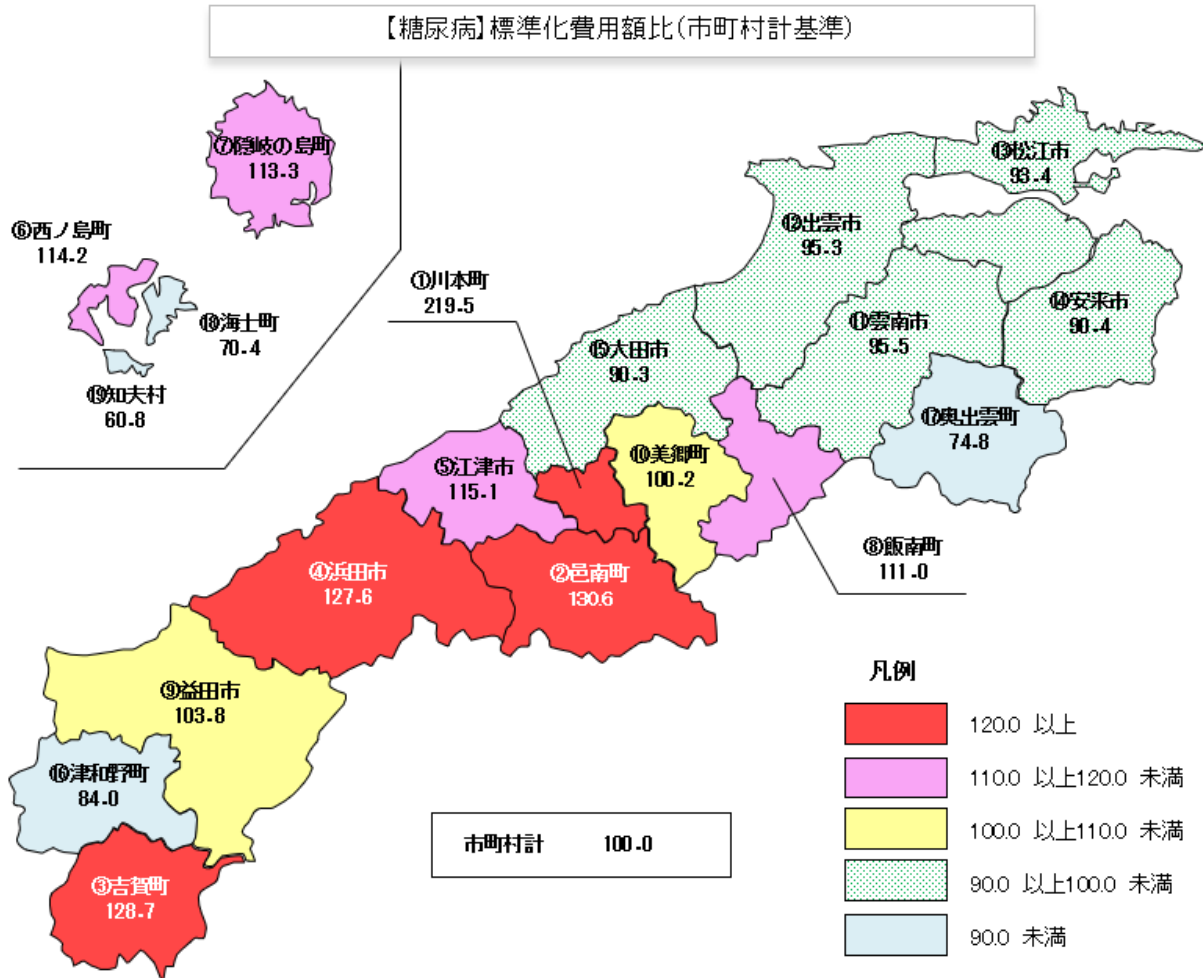 【糖尿病】標準化費用額比(市町村計基準)
⑦隠岐の島町
113.3
⑥西ノ島町
114.2
⑱海士町
70.4
⑲知夫村
60.8
①川本町
219.5
⑬松江市
93.4
⑫出雲市
95.3
⑭安来市
90.4
⑪雲南市
95.5
⑮大田市
90.3
⑰奥出雲町
74.8
⑩美郷町
100.2
⑤江津市
115.1
⑧飯南町
111.0
④浜田市
127.6
②邑南町
130.6
⑨益田市
103.8
⑯津和野町
84.0
③吉賀町
128.7
市町村計 100.0
凡例
120.0 以上
110.0 以上120.0 未満
100.0 以上110.0 未満
90.0 以上100.0 未満
90.0 未満